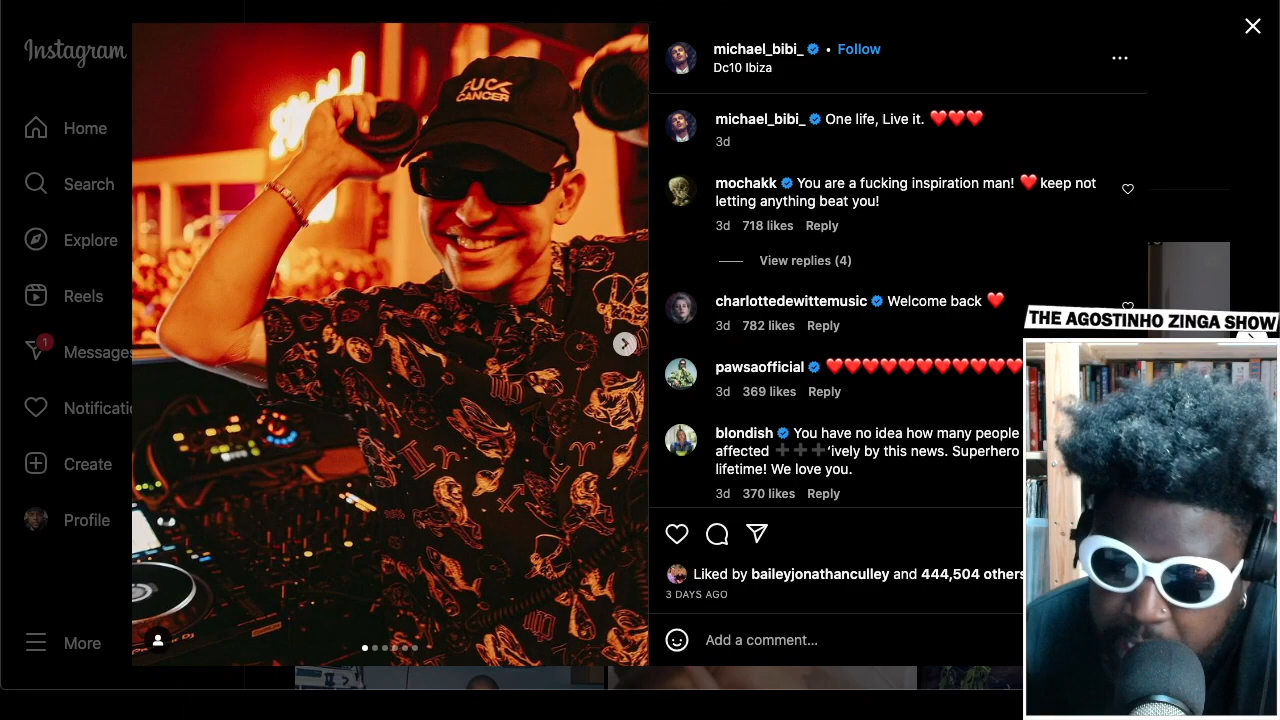 Instagram
Home
Search
Explore
Reels
1
Messages
Notificati
Create
Profile
More
FUCK
CANCER
michael_bibi_ • Follow
Dc10 Ibiza
michael_bibi_ One life, Live it. ❤️❤️❤️
3d
mochakk You are a fucking inspiration man! ❤️keep not
letting anything beat you!
3d 718 likes Reply
View replies (4)
charlottedewittemusic Welcome back ❤️
3d 782 likes Reply
pawsaofficial ❤️❤️❤️❤️❤️❤️❤️❤️❤️❤️❤️
3d 369 likes Reply
blondish You have no idea how many people
affected ➕➕➕'ively by this news. Superhero
lifetime! We love you.
3d 370 likes Reply
Liked by baileyjonathanculley and 444,504 others
3 DAYS AGO
Add a comment...
THE AGOSTINHO ZINGA SHOW